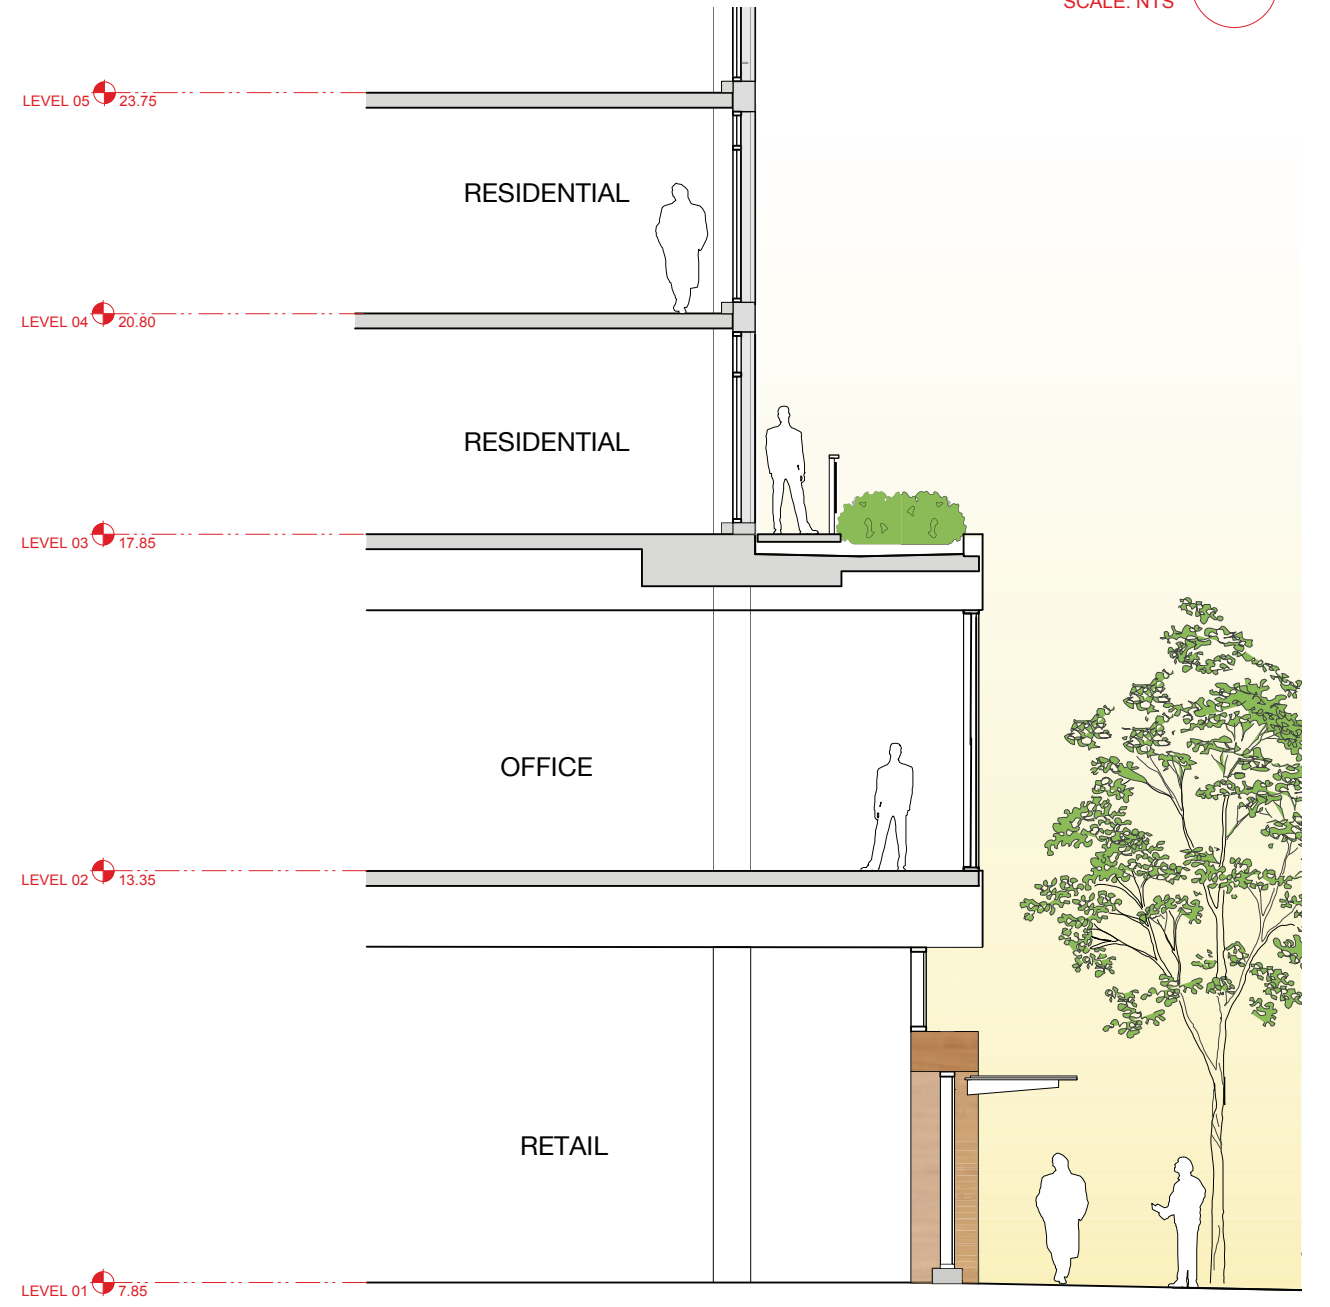 SCALE: NTS
LEVEL 05 23.75
RESIDENTIAL
LEVEL 04 20.80
RESIDENTIAL
LEVEL 03 17.85
OFFICE
LEVEL 02 13.35
RETAIL
LEVEL 01 7.85